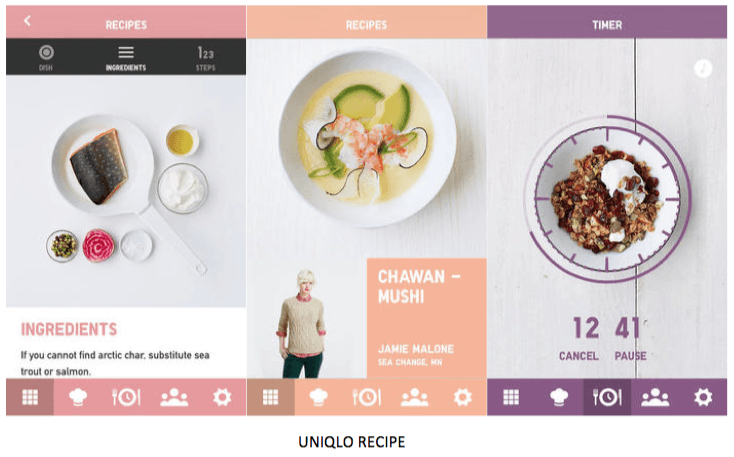 RECIPES
DISH
INGREDIENTS
123
STEPS
INGREDIENTS
If you cannot find arctic char, substitute sea
trout or salmon.
RECIPES
CHAWAN –
MUSHI
JAMIE MALONE
SEA CHANGE, MN
TIMER
i
12 41
CANCEL PAUSE
UNIQLO RECIPE